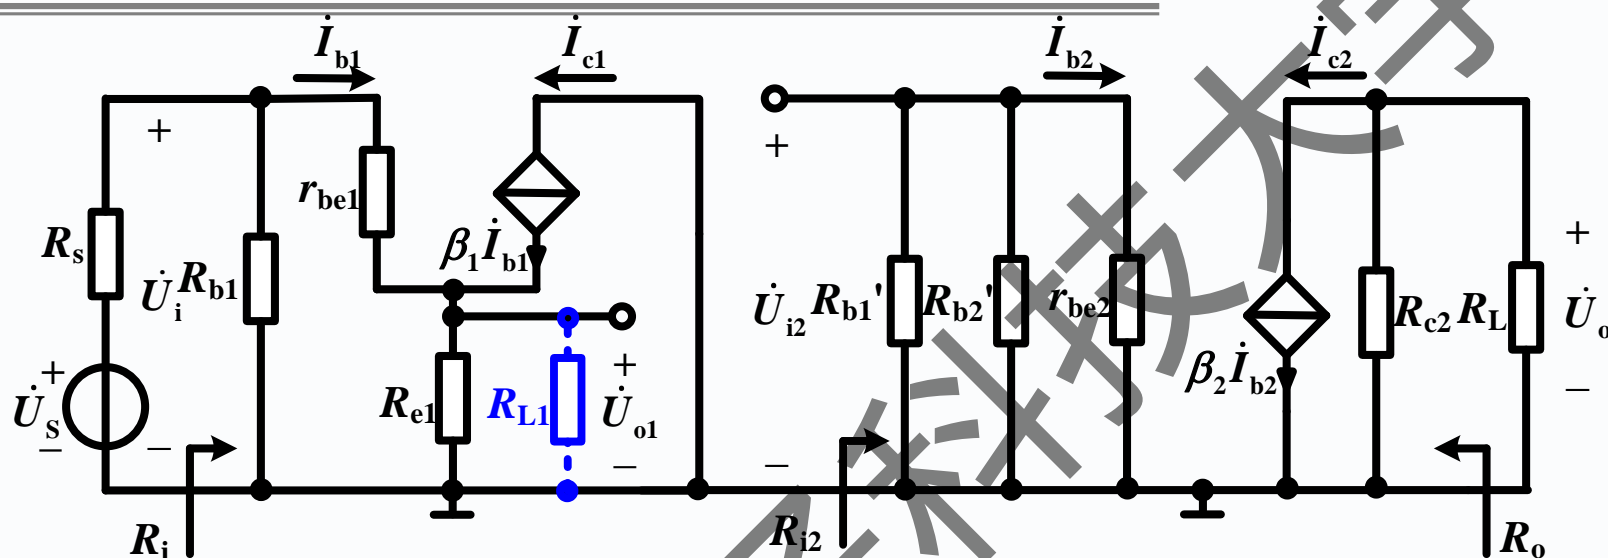 İb1 İc1 İb2 İc2
+ +
rbe1
Rs β1İb1
U̇i Rb1 U̇i2 Rb1' Rb2' rbe2 Rc2 RL U̇o
+
+ + β2İb2
U̇S Re1 RL1 U̇o1 −
− − − −
Ri Ri2 Ro